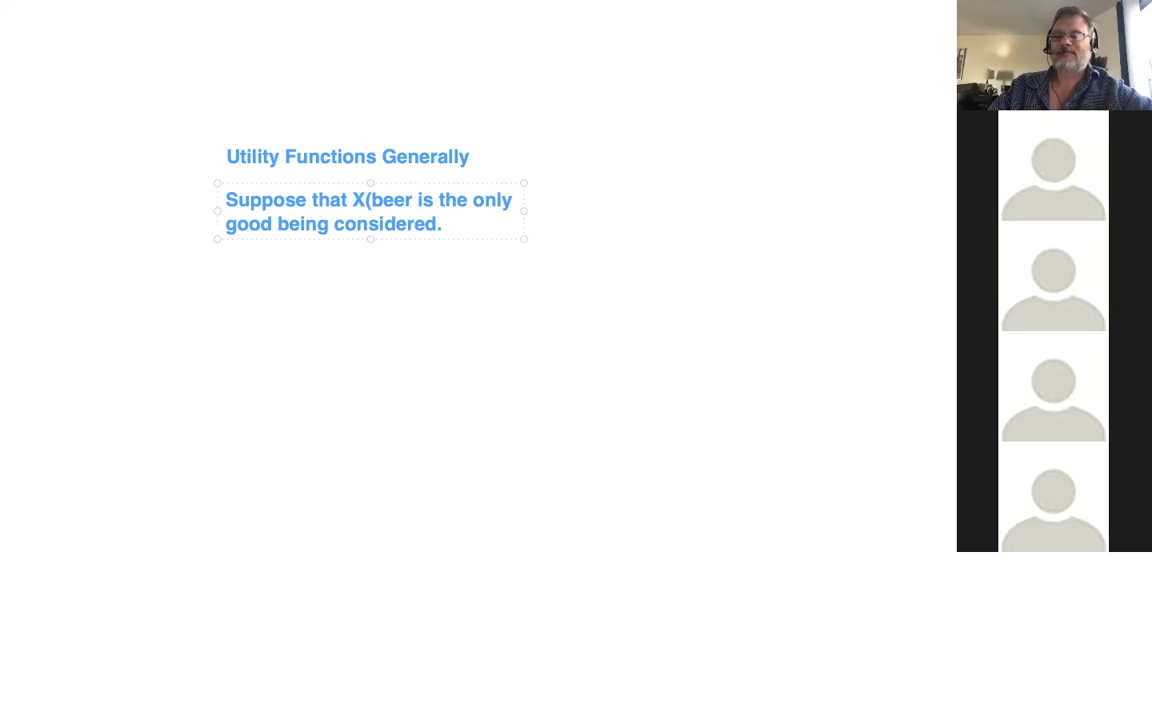 Utility Functions Generally
Suppose that X(beer is the only
good being considered.